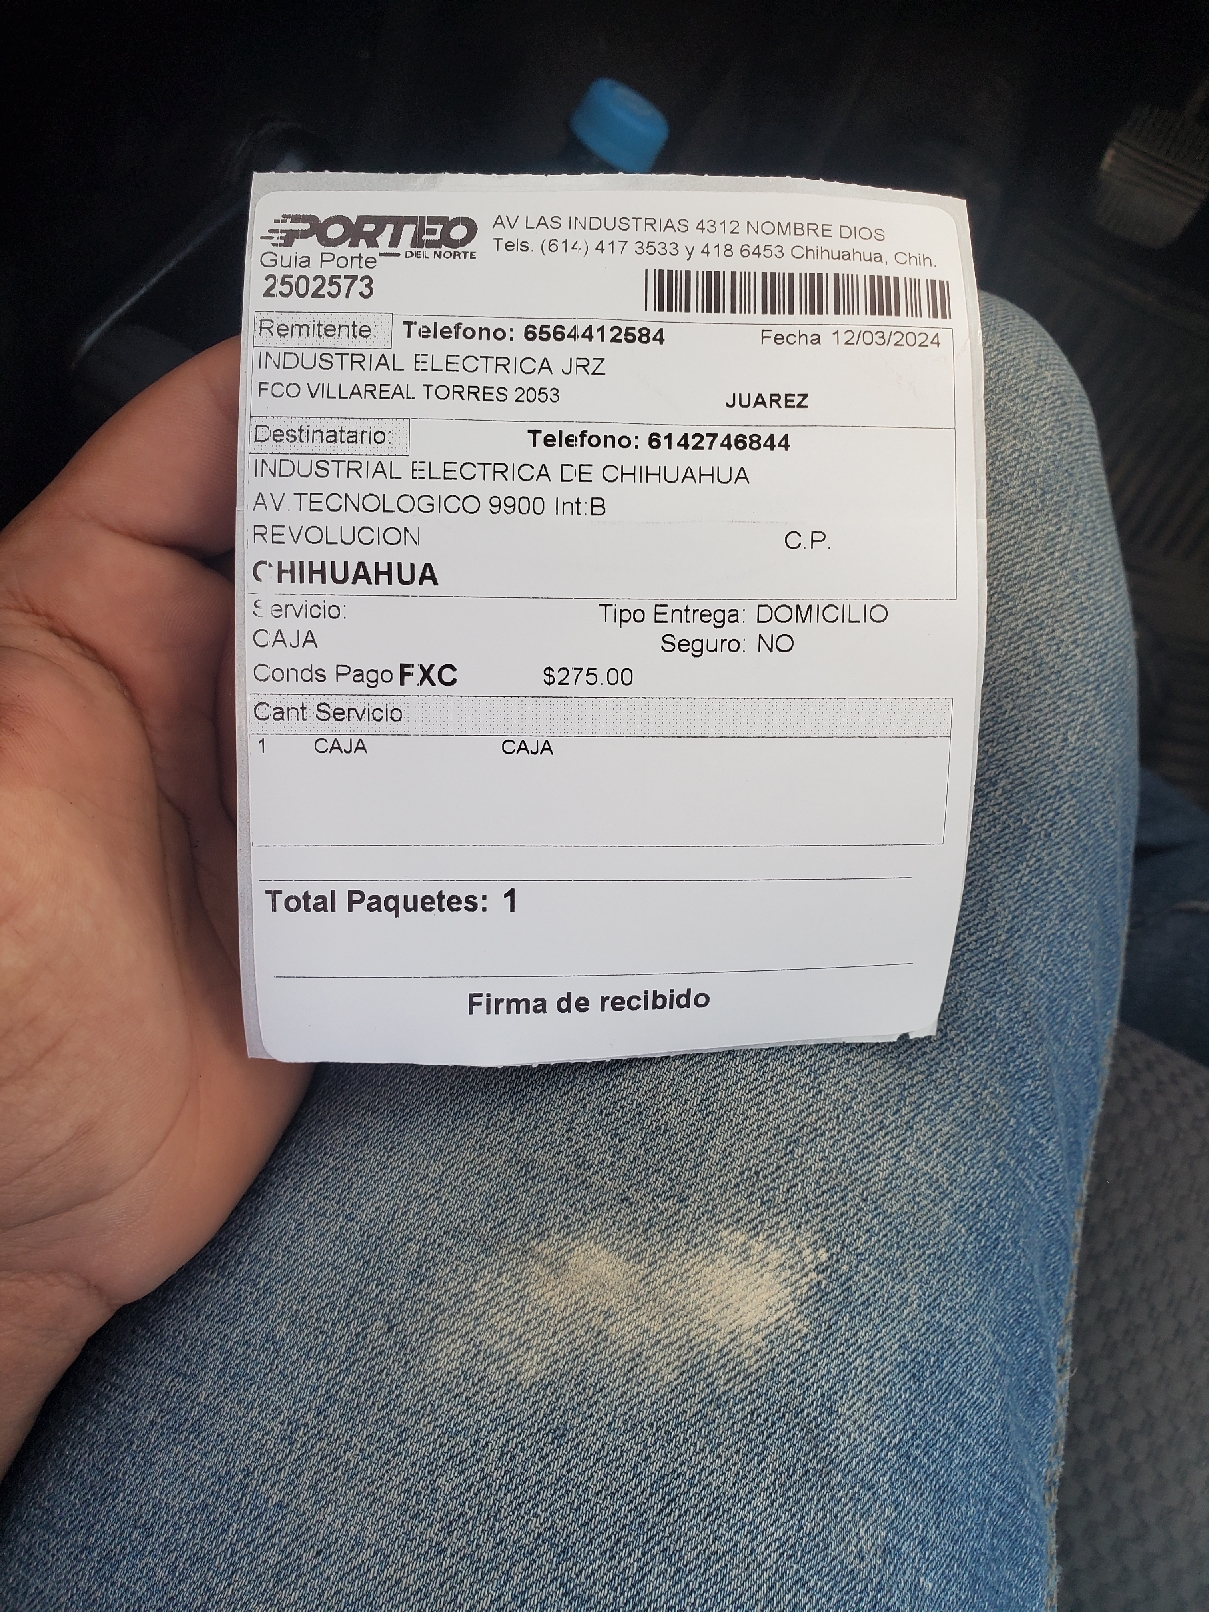 PORTEO
DEL NORTE
AV LAS INDUSTRIAS 4312 NOMBRE DIOS
Tels. (614) 417 3533 y 418 6453 Chihuahua, Chih.
Guia Porte
2502573
Remitente: Telefono: 6564412584 Fecha 12/03/2024
INDUSTRIAL ELECTRICA JRZ
FCO VILLAREAL TORRES 2053 JUAREZ
Destinatario: Telefono: 6142746844
INDUSTRIAL ELECTRICA DE CHIHUAHUA
AV.TECNOLOGICO 9900 Int:B
REVOLUCION C.P.
CHIHUAHUA
Servicio: Tipo Entrega: DOMICILIO
CAJA Seguro: NO
Conds Pago FXC $275.00
Cant Servicio
1 CAJA CAJA
Total Paquetes: 1
Firma de recibido